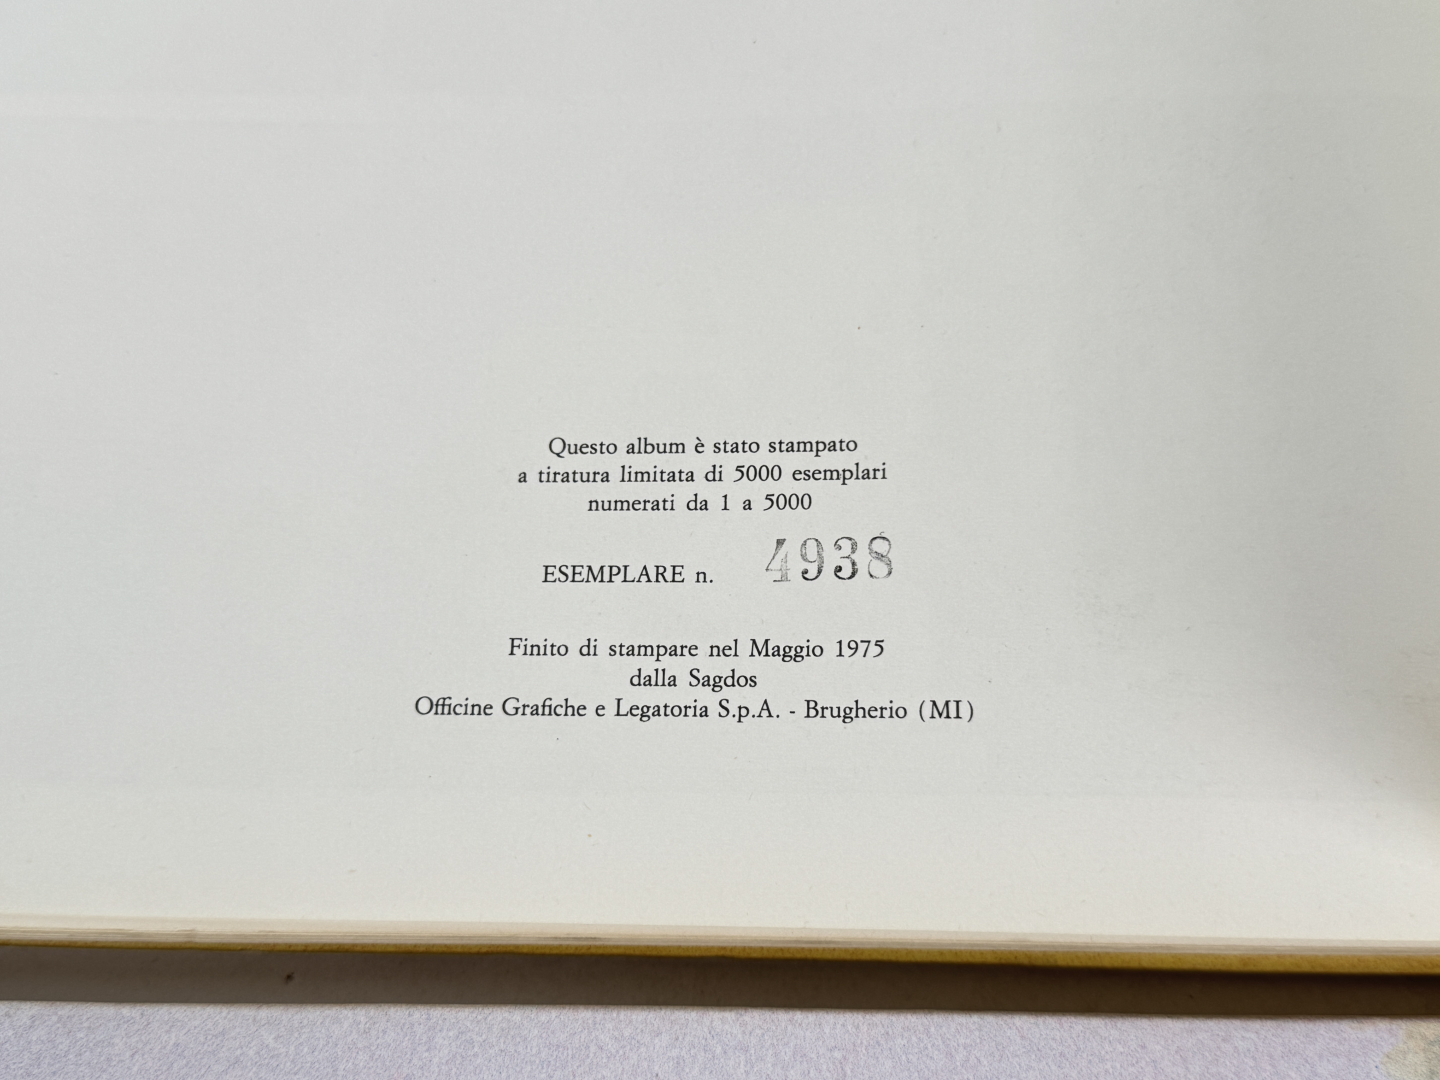 Questo album è stato stampato
a tiratura limitata di 5000 esemplari
numerati da 1 a 5000
ESEMPLARE n. 4938
Finito di stampare nel Maggio 1975
dalla Sagdos
Officine Grafiche e Legatoria S.p.A. - Brugherio (MI)